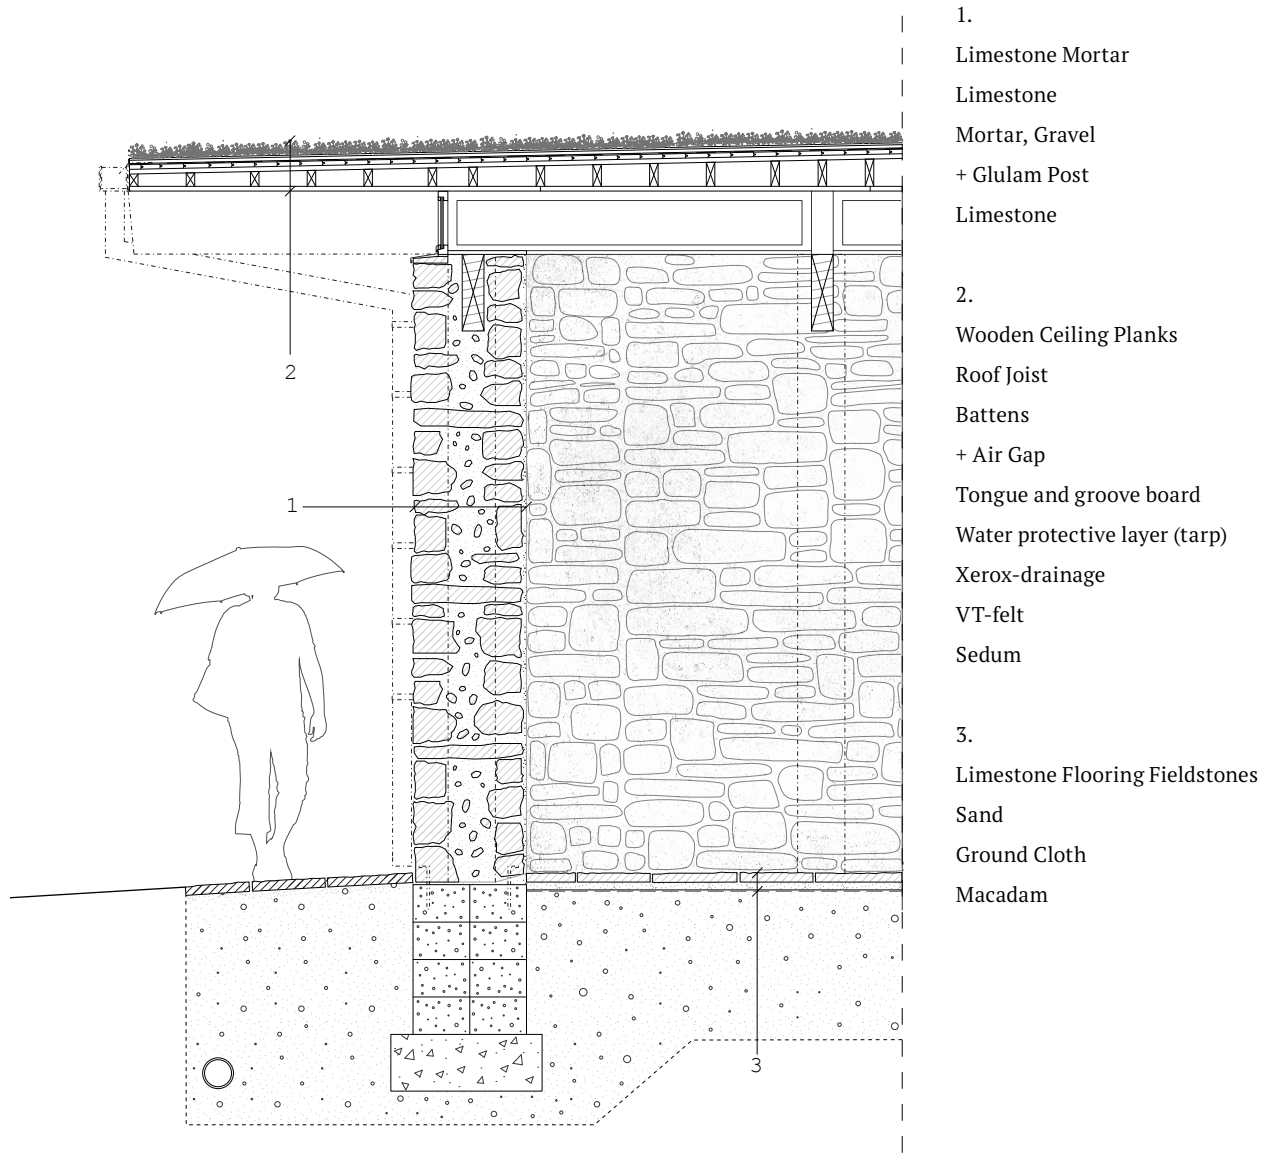 1.
Limestone Mortar
Limestone
Mortar, Gravel
+ Glulam Post
Limestone
2.
Wooden Ceiling Planks
Roof Joist
Battens
+ Air Gap
Tongue and groove board
Water protective layer (tarp)
Xerox-drainage
VT-felt
Sedum
3.
Limestone Flooring Fieldstones
Sand
Ground Cloth
Macadam
2
1
3